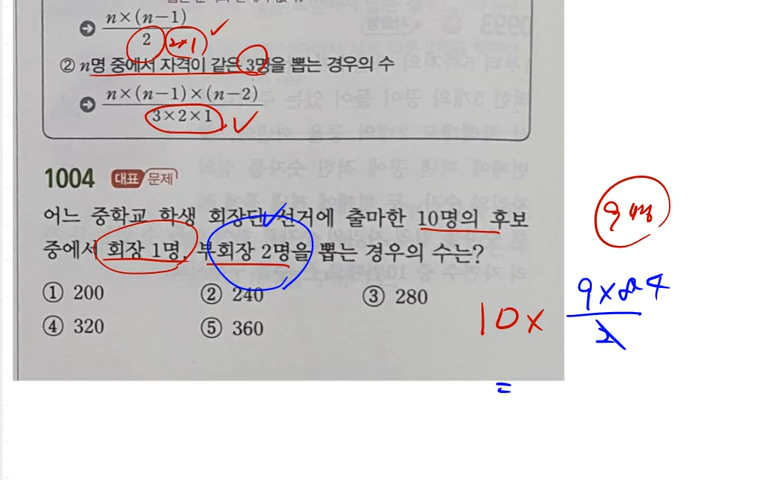 n×(n−1)
2
2×1
② n명 중에서 자격이 같은 3명을 뽑는 경우의 수
n×(n−1)×(n−2)
3×2×1
1004 대표 문제
어느 중학교 학생 회장단 선거에 출마한 10명의 후보
중에서 회장 1명, 부회장 2명을 뽑는 경우의 수는?
① 200 ② 240 ③ 280
④ 320 ⑤ 360
9명
10× 9×8 4
2
=